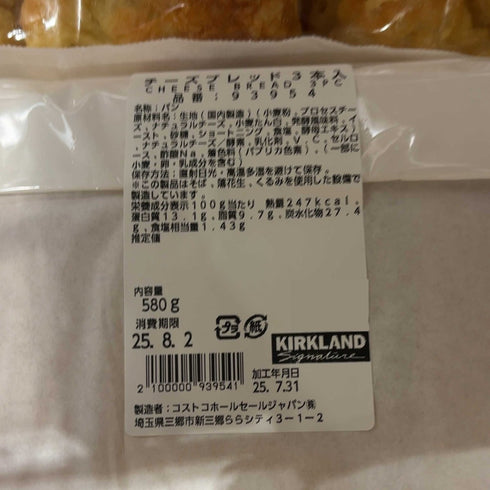 チーズブレッド3本入
CHEESE BREAD 3PC
品番:93954
名称:パン
原材料名:生地(国内製造)(小麦粉、プロセスチー
ズ、ナチュラルチーズ、小麦たん白、発酵風味料、イ
ースト、砂糖、ショートニング、食塩、酵母エキス)
、ナチュラルチーズ/酵素、乳化剤、V.C、セルロ
ース、酢酸Na、着色料(パプリカ色素)、(一部に
小麦・卵・乳成分を含む)
保存方法:直射日光・高温多湿を避けて保存。
※この製品はそば、落花生、くるみを使用した設備で
製造しています。
栄養成分表示100g当たり 熱量247kcal、
蛋白質13.1g、脂質9.7g、炭水化物27.4
g、食塩相当量1.43g
推定値
内容量
580g
消費期限
25.8.2
プラ 紙
KIRKLAND
Signature
2100000939541
加工年月日
25.7.31
製造者:コストコホールセールジャパン㈱
埼玉県三郷市新三郷ららシティ3-1-2